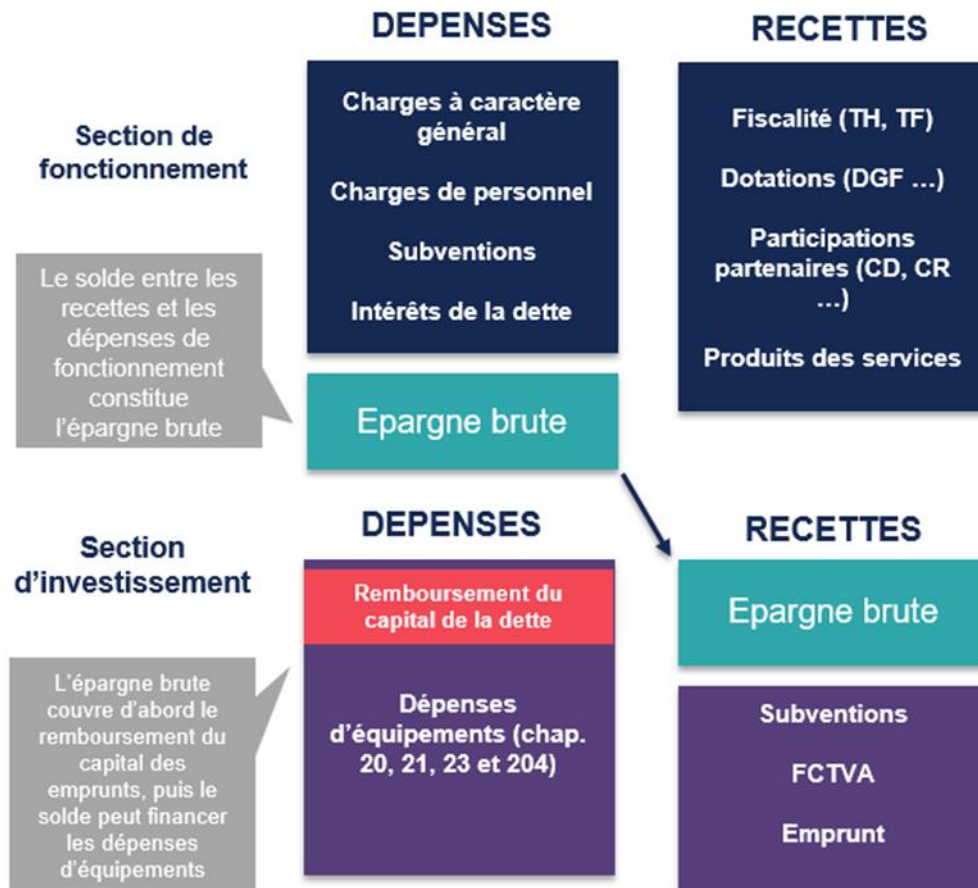 DEPENSES
RECETTES
Section de
fonctionnement
Charges à caractère
général
Charges de personnel
Subventions
Intérêts de la dette
Fiscalité (TH, TF)
Dotations (DGF ...)
Participations
partenaires (CD, CR
...)
Produits des services
Le solde entre les
recettes et les
dépenses de
fonctionnement
constitue
l'épargne brute
Epargne brute
Section
d'investissement
DEPENSES
RECETTES
Remboursement du
capital de la dette
Dépenses
d'équipements (chap.
20, 21, 23 et 204)
Epargne brute
Subventions
FCTVA
Emprunt
L'épargne brute
couvre d'abord le
remboursement du
capital des
emprunts, puis le
solde peut financer
les dépenses
d'équipements